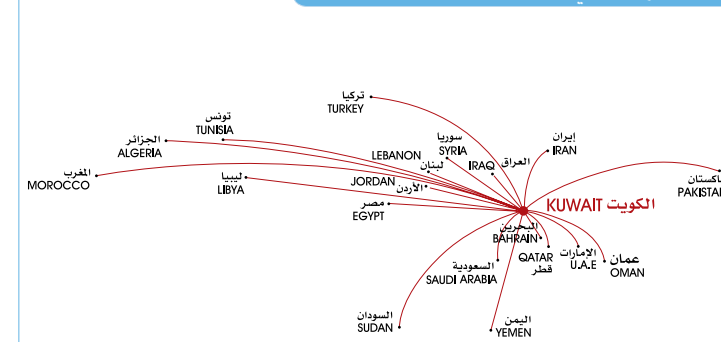 تركيا
TURKEY
تونس
TUNISIA
الجزائر
ALGERIA
المغرب
MOROCCO
ليبيا
LIBYA
سوريا
SYRIA
LEBANON
لبنان
العراق
IRAQ
إيران
IRAN
JORDAN
الأردن
مصر
EGYPT
باكستان
PAKISTAN
الكويت KUWAIT
البحرين
BAHRAIN
QATAR
قطر
الإمارات
U.A.E
عمان
OMAN
السعودية
SAUDI ARABIA
السودان
SUDAN
اليمن
YEMEN